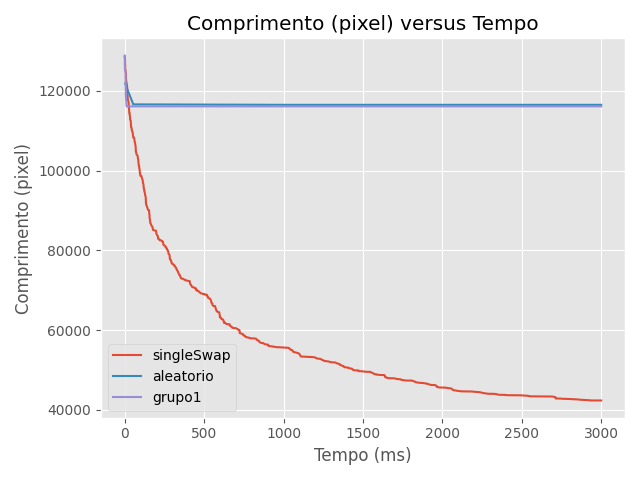 Comprimento (pixel) versus Tempo
Comprimento (pixel)
120000
100000
80000
60000
40000
singleSwap
aleatorio
grupo1
0
500
1000
1500
2000
2500
3000
Tempo (ms)